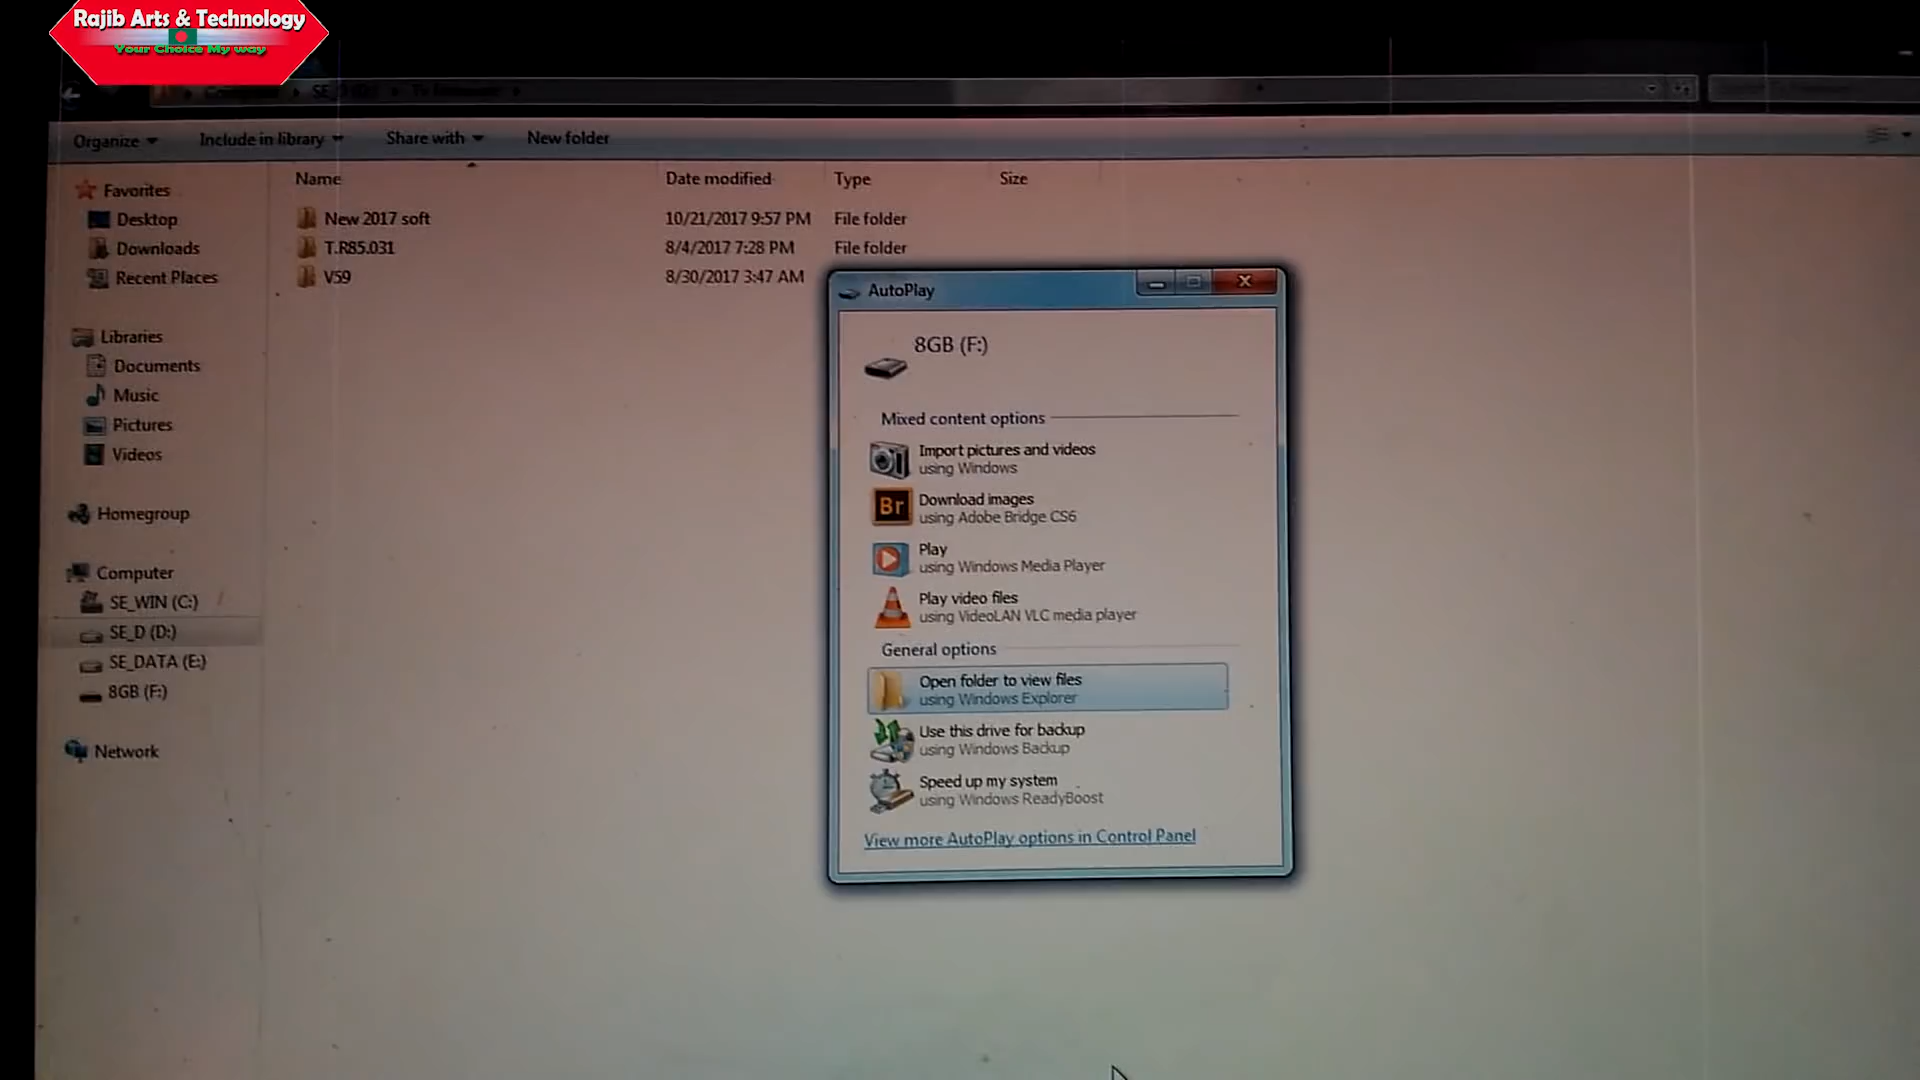 Rajib Arts & Technology
Your Choice My way
Organize
Include in library
Share with
New folder
Name
Date modified
Type
Size
New 2017 soft
10/21/2017 9:57 PM
File folder
T.R85.031
8/4/2017 7:28 PM
File folder
V59
8/30/2017 3:47 AM
Favorites
Desktop
Downloads
Recent Places
Libraries
Documents
Music
Pictures
Videos
Homegroup
Computer
SE_WIN (C:)
SE_D (D:)
SE_DATA (E:)
8GB (F:)
Network
AutoPlay
8GB (F:)
Mixed content options
Import pictures and videos
using Windows
Br
Download images
using Adobe Bridge CS6
Play
using Windows Media Player
Play video files
using VideoLAN VLC media player
General options
Open folder to view files
using Windows Explorer
Use this drive for backup
using Windows Backup
Speed up my system
using Windows ReadyBoost
View more AutoPlay options in Control Panel